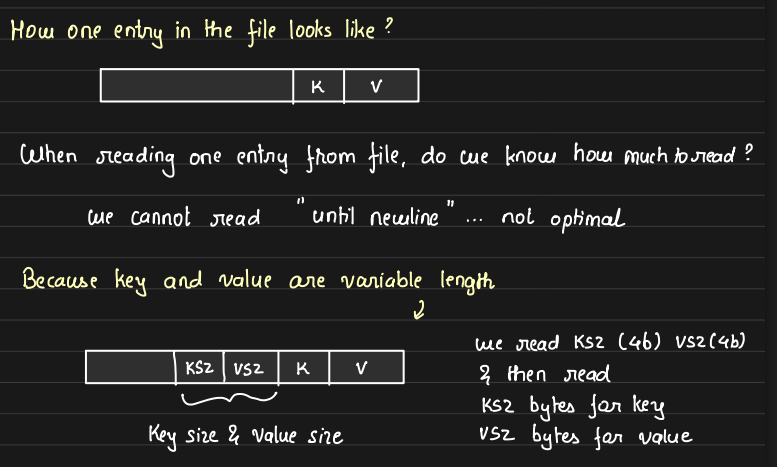 How one entry in the file looks like?
K V
When reading one entry from file, do we know how much to read?
we cannot read "until newline"... not optimal
Because key and value are variable length
KSZ VSZ K V
Key size & value size
we read KSZ (4b) VSZ (4b)
& then read
KSZ bytes for key
VSZ bytes for value